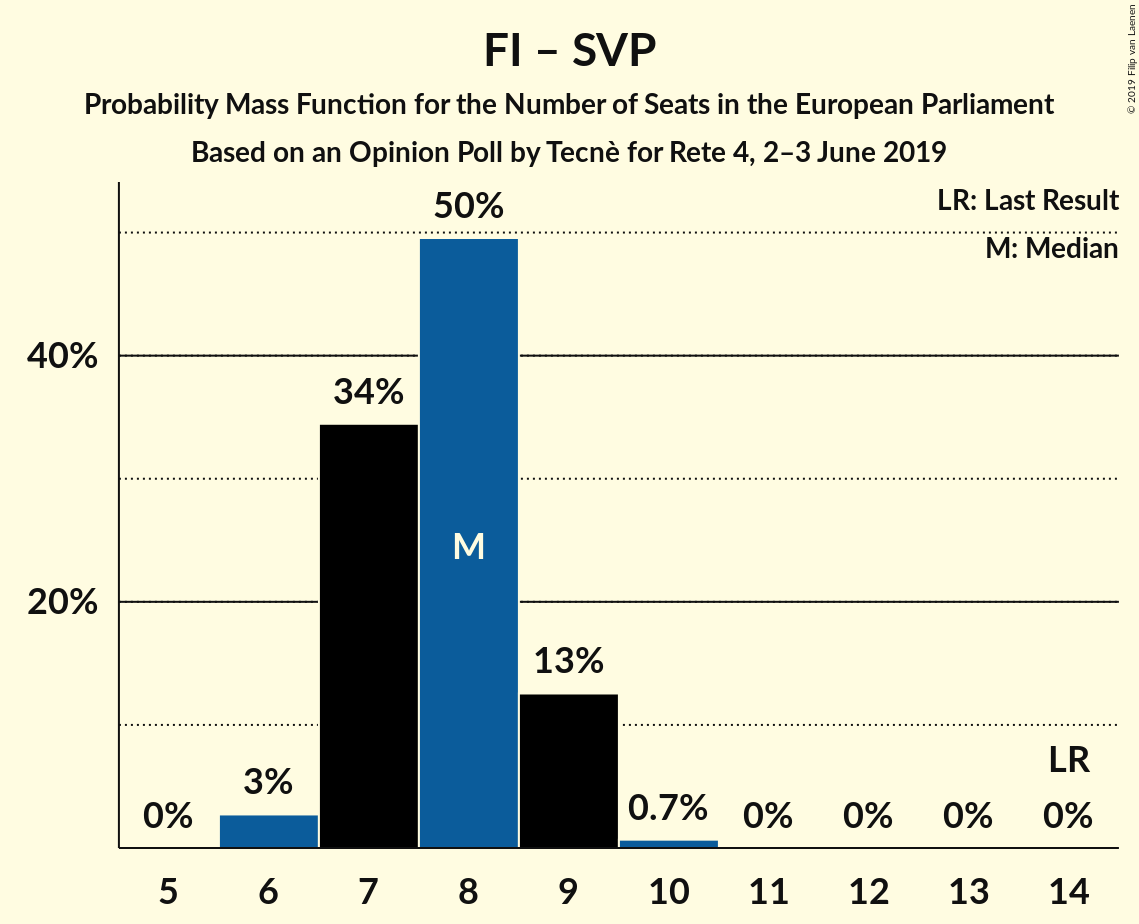 FI – SVP
Probability Mass Function for the Number of Seats in the European Parliament
Based on an Opinion Poll by Tecnè for Rete 4, 2–3 June 2019
© 2019 Filip van Laenen
LR: Last Result
M: Median
50%
40%
34%
M
20%
13%
LR
0%
3%
0.7%
0%
0%
0%
0%
5
6
7
8
9
10
11
12
13
14